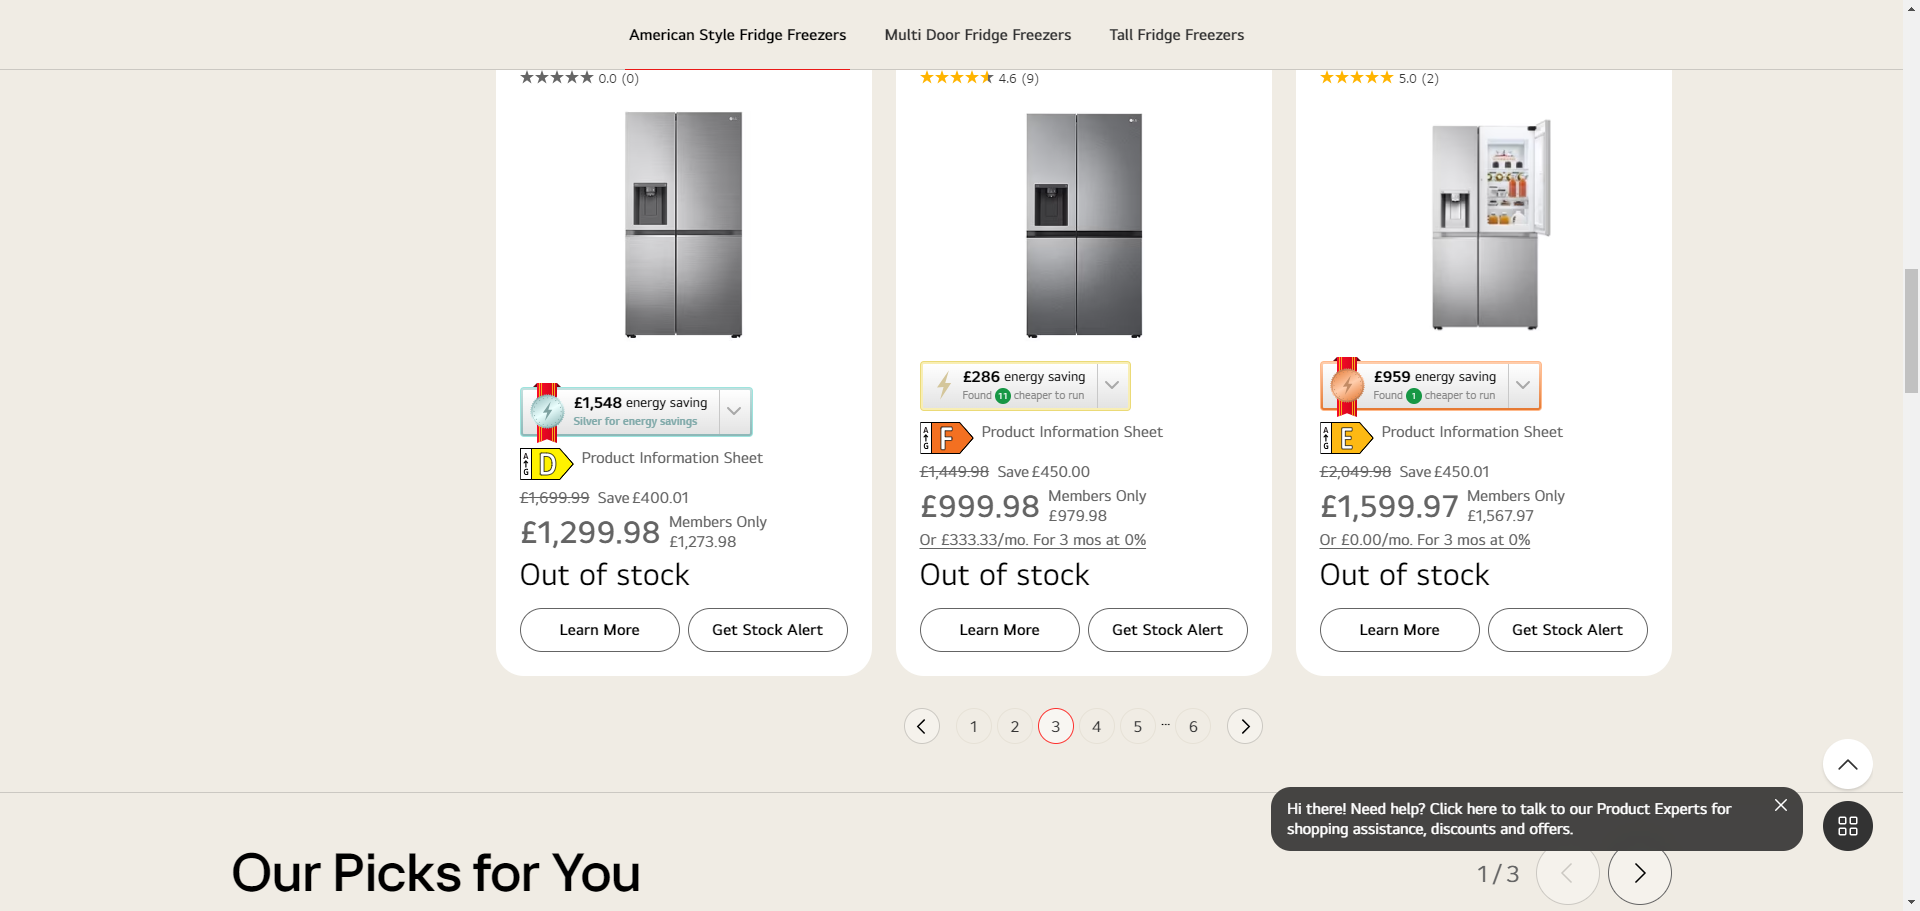 American Style Fridge Freezers
Multi Door Fridge Freezers
Tall Fridge Freezers
0.0 (0)
£1,548 energy saving
Silver for energy savings
A
G
D
Product Information Sheet
£1,699.99 Save £400.01
£1,299.98
Members Only
£1,273.98
Out of stock
Learn More
Get Stock Alert
4.6 (9)
£286 energy saving
Found 11 cheaper to run
A
G
F
Product Information Sheet
£1,449.98 Save £450.00
£999.98
Members Only
£979.98
Or £333.33/mo. For 3 mos at 0%
Out of stock
Learn More
Get Stock Alert
5.0 (2)
£959 energy saving
Found 1 cheaper to run
A
G
E
Product Information Sheet
£2,049.98 Save £450.01
£1,599.97
Members Only
£1,567.97
Or £0.00/mo. For 3 mos at 0%
Out of stock
Learn More
Get Stock Alert
1 2 3 4 5 ... 6
Hi there! Need help? Click here to talk to our Product Experts for
shopping assistance, discounts and offers.
Our Picks for You
1/3